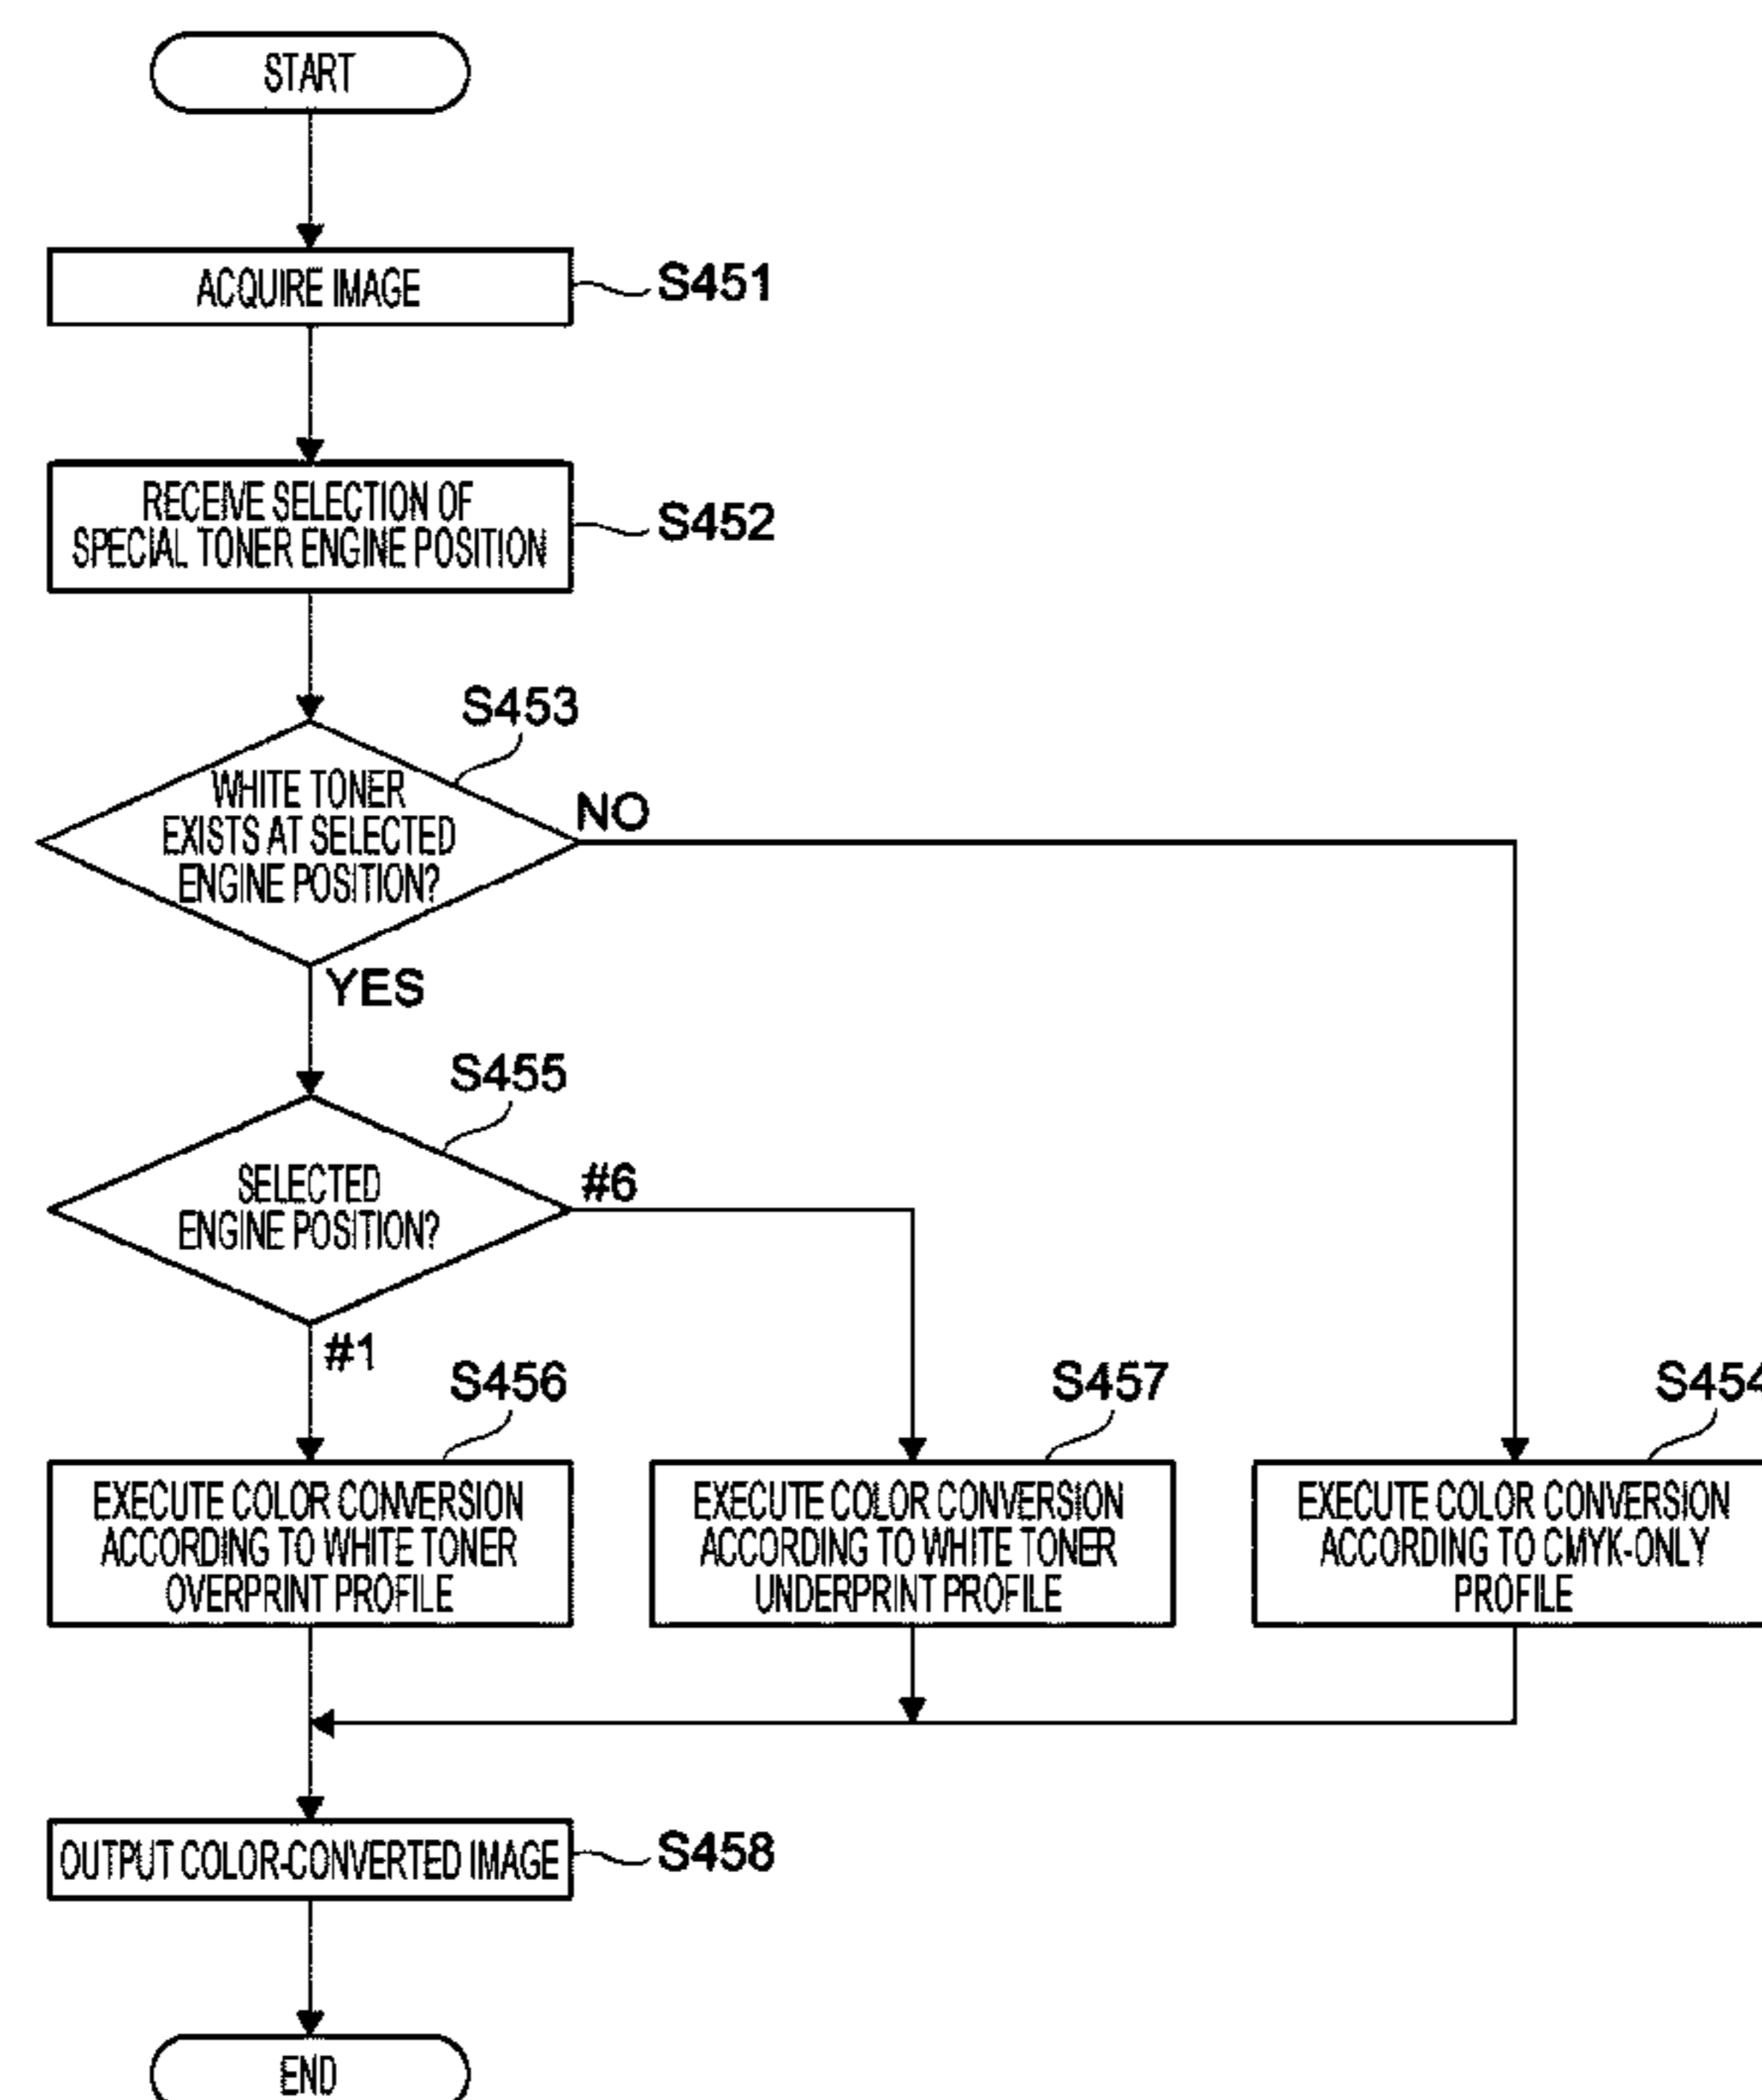 START
ACQUIRE IMAGE
S451
RECEIVE SELECTION OF
SPECIAL TONER ENGINE POSITION
S452
S453
WHITE TONER
EXISTS AT SELECTED
ENGINE POSITION?
NO
YES
S455
SELECTED
ENGINE POSITION?
#6
#1
S456
EXECUTE COLOR CONVERSION
ACCORDING TO WHITE TONER
OVERPRINT PROFILE
S457
EXECUTE COLOR CONVERSION
ACCORDING TO WHITE TONER
UNDERPRINT PROFILE
S454
EXECUTE COLOR CONVERSION
ACCORDING TO CMYK-ONLY
PROFILE
OUTPUT COLOR-CONVERTED IMAGE
S458
END